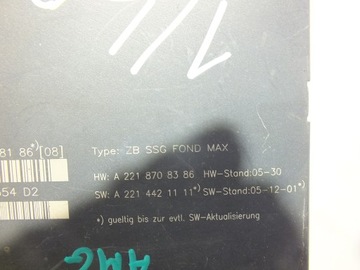 81 86*)[08]
Type: ZB SSG FOND MAX
HW: A 221 870 83 86 HW-Stand:05-30
554 D2
SW: A 221 442 11 11*) SW-Stand:05-12-01*)
*) gueltig bis zur evtl. SW-Aktualisierung
AMG